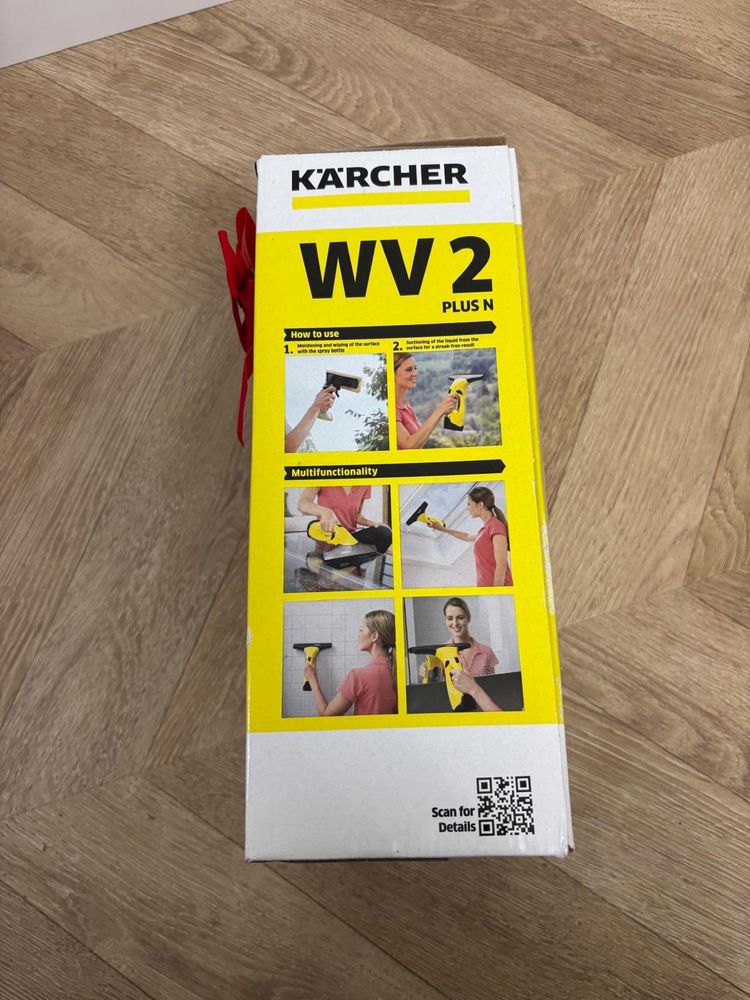 KÄRCHER
WV 2
PLUS N
How to use
1. Moistening and wiping of the surface
with the spray bottle
2. Suctioning of the liquid from the
surface for a streak-free result
Multifunctionality
Scan for
Details